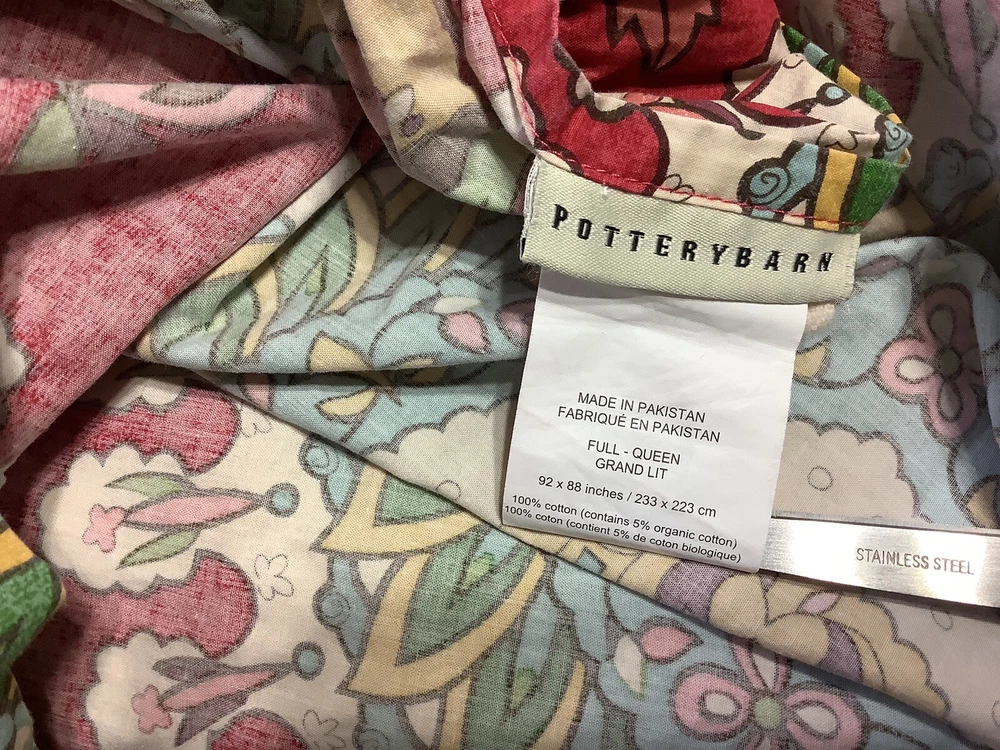 POTTERYBARN
MADE IN PAKISTAN
FABRIQUÉ EN PAKISTAN
FULL - QUEEN
GRAND LIT
92 x 88 inches / 233 x 223 cm
100% cotton (contains 5% organic cotton)
100% coton (contient 5% de coton biologique)
STAINLESS STEEL